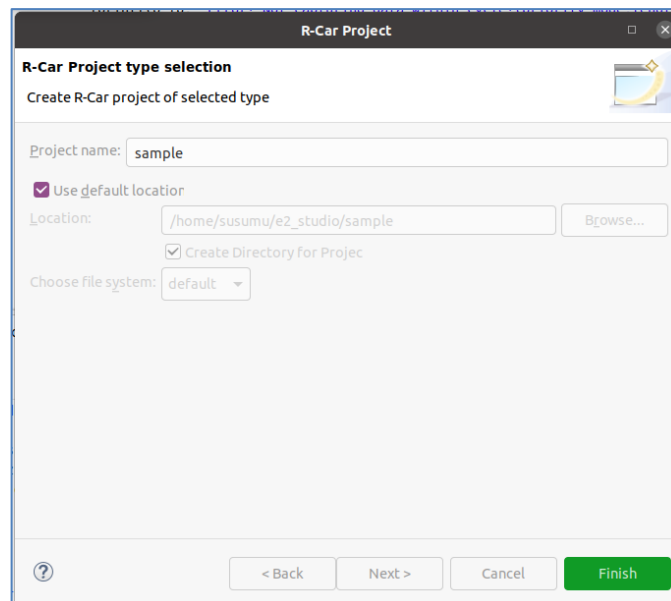 R-Car Project
R-Car Project type selection
Create R-Car project of selected type
Project name: sample
Use default location
Location: /home/susumu/e2_studio/sample Browse...
Create Directory for Projec
Choose file system: default
? < Back Next > Cancel Finish